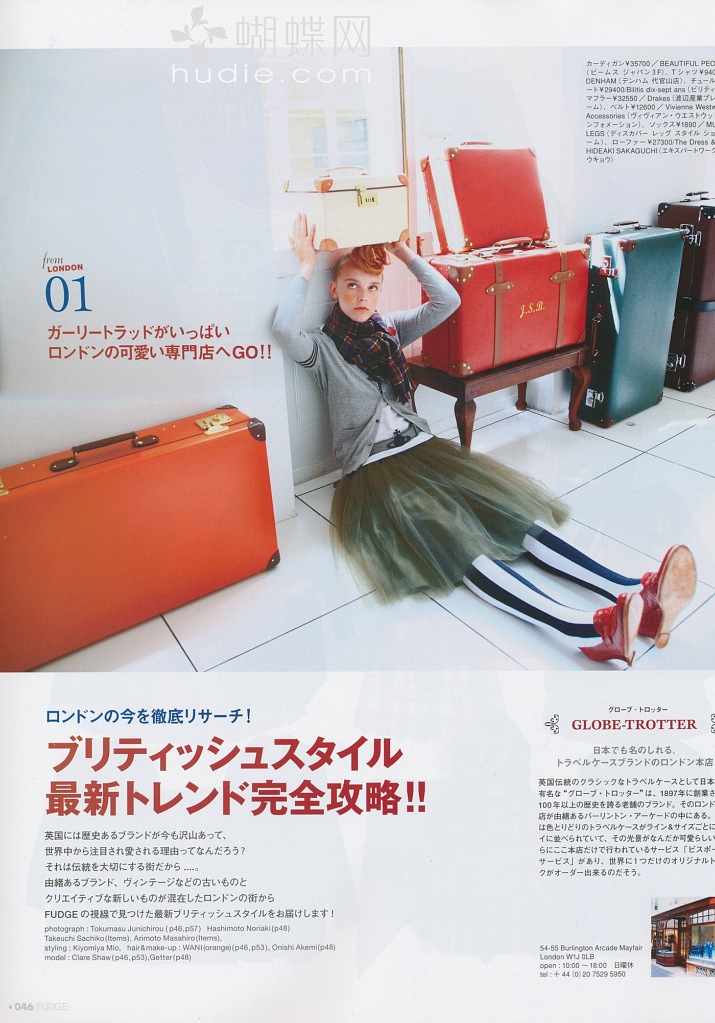 蝴蝶网
hudie.com
カーディガン¥35700／BEAUTIFUL PEO
(ビームス ジャパン3F)、Tシャツ¥940
DENHAM (デンハム 代官山店)、チュール
ート¥29400/Bilitis dix-sept ans (ビリティ
マフラー¥32550／Drakes (渡辺産業プレ
ーム)、ベルト¥12600／Vivienne Westw
Accessories (ヴィヴィアン・ウエストウッ
ンフォメーション)、ソックス¥1890／MU
LEGS (ディスカバー レッグ スタイル ショ
ーム)、ローファー¥27300/The Dress &
HIDEAKI SAKAGUCHI (エキスパートワーク
ウキョウ)
from
LONDON
01
ガーリートラッドがいっぱい
ロンドンの可愛い専門店へGO!!
J.S.B.
ロンドンの今を徹底リサーチ!
ブリティッシュスタイル
最新トレンド完全攻略!!
英国には歴史あるブランドが今も沢山あって、
世界中から注目され愛される理由ってなんだろう?
それは伝統を大切にする街だから .....。
由緒あるブランド、ヴィンテージなどの古いものと
クリエイティブな新しいものが混在したロンドンの街から
FUDGE の視線で見つけた最新ブリティッシュスタイルをお届けします!
photograph : Tokumasu Junichirou (p46,p57) Hashimoto Noriaki(p48)
Takeuchi Sachiko(Items), Arimoto Masahiro(Items),
styling : Kiyomiya Mio, hair&make-up : WANI(orange)(p46,p53), Onishi Akemi(p48)
model : Clare Shaw(p46,p53),Getter(p48)
グローブ・トロッター
GLOBE-TROTTER
日本でも名のしれる、
トラベルケースブランドのロンドン本店
英国伝統のクラシックなトラベルケースとして日本
有名な“グローブ・トロッター”は、1897年に創業さ
100年以上の歴史を誇る老舗のブランド。そのロンド
店が由緒あるバーリントン・アーケードの中にある。
は色とりどりのトラベルケースがライン&サイズごとに
イに並べられていて、その光景がなんだか可愛らしい
らにここ本店だけで行われているサービス「ビスポー
サービス」があり、世界に1つだけのオリジナルト
クがオーダー出来るのだそう。
54-55 Burlington Arcade Mayfair
London W1J 0LB
open : 10:00 〜 18:00 日曜休
tel : ＋44 (0)20 7529 5950
046 FUDGE